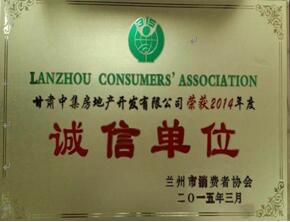 LANZHOU CONSUMERS' ASSOCIATION
甘肃中集房地产开发有限公司荣获2014年度
诚信单位
兰州市消费者协会
二〇一五年三月